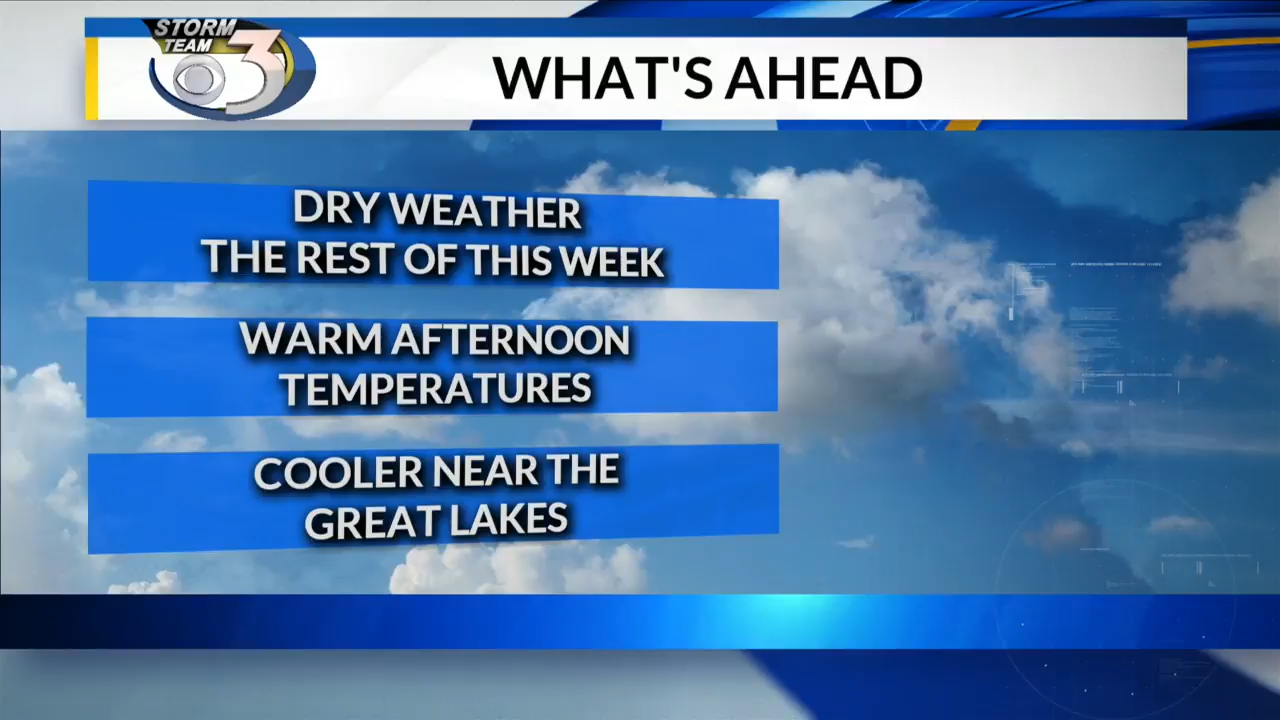 STORM
TEAM
3
WHAT'S AHEAD
DRY WEATHER
THE REST OF THIS WEEK
WARM AFTERNOON
TEMPERATURES
COOLER NEAR THE
GREAT LAKES